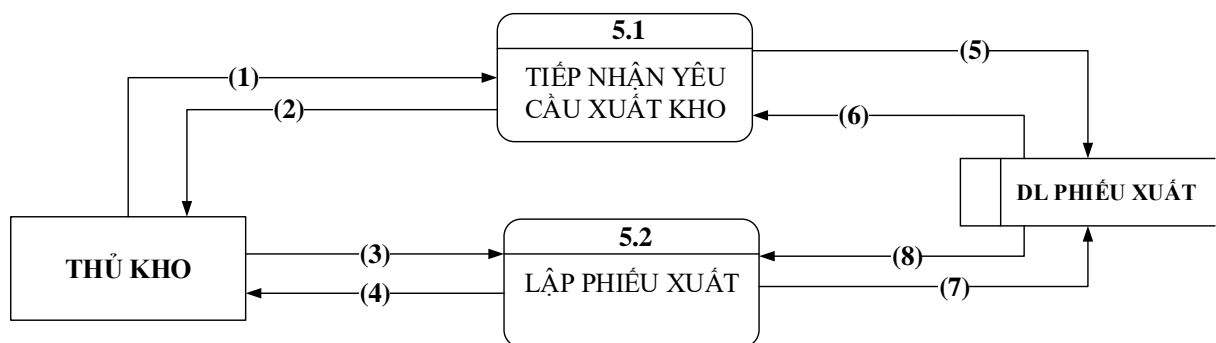 5.1
(1)
(5)
TIẾP NHẬN YÊU
CẦU XUẤT KHO
(2)
(6)
DL PHIẾU XUẤT
5.2
THỦ KHO
(3)
(8)
LẬP PHIẾU XUẤT
(4)
(7)